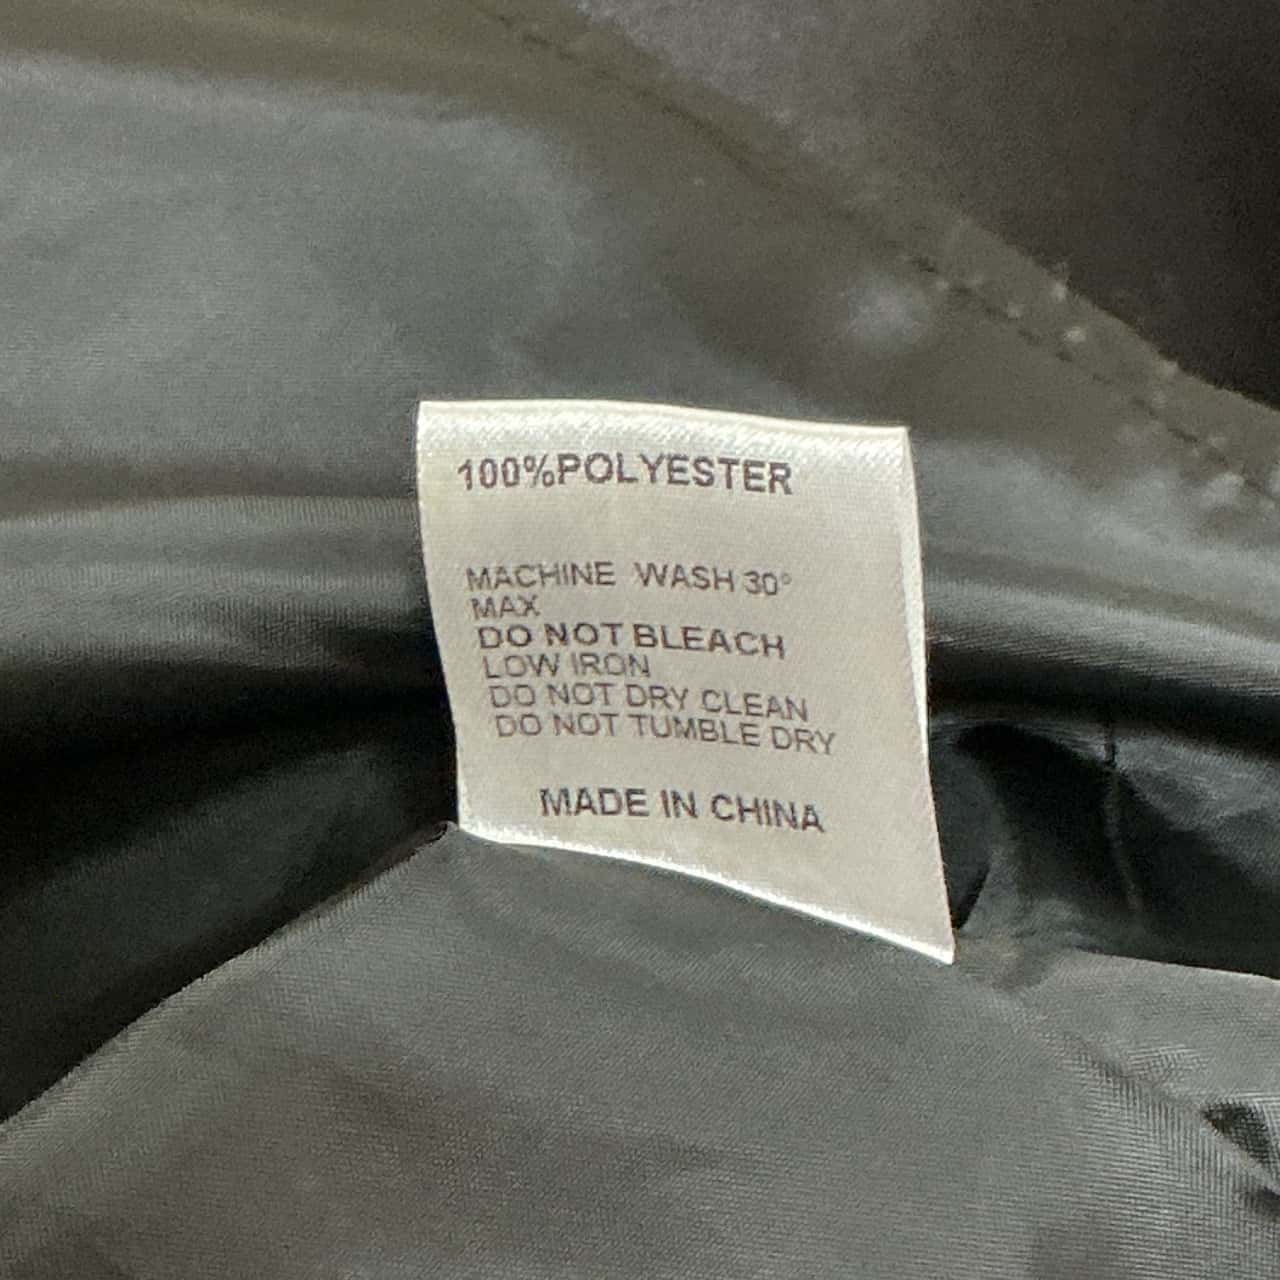 100%POLYESTER
MACHINE WASH 30°
MAX
DO NOT BLEACH
LOW IRON
DO NOT DRY CLEAN
DO NOT TUMBLE DRY
MADE IN CHINA